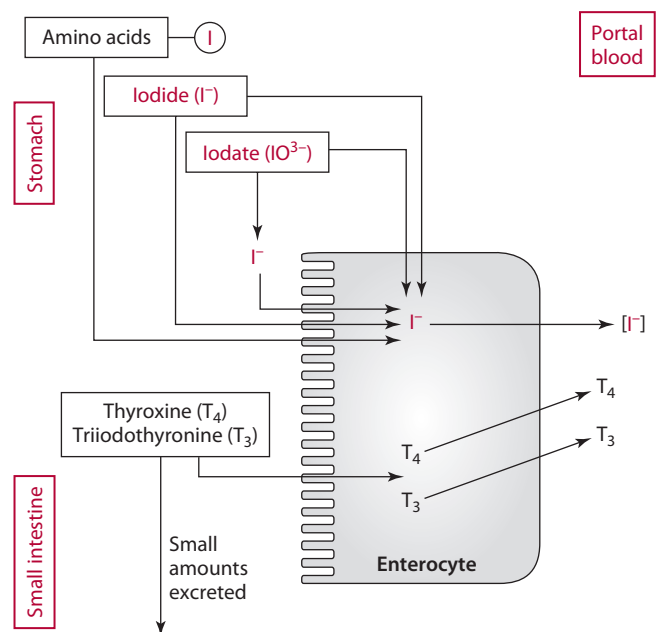 Amino acids
I
Portal
blood
Iodide (I⁻)
Stomach
Iodate (IO³⁻)
I⁻
I⁻
[I⁻]
Thyroxine (T₄)
Triiodothyronine (T₃)
T₄
T₃
T₄
T₃
Small intestine
Small
amounts
excreted
Enterocyte